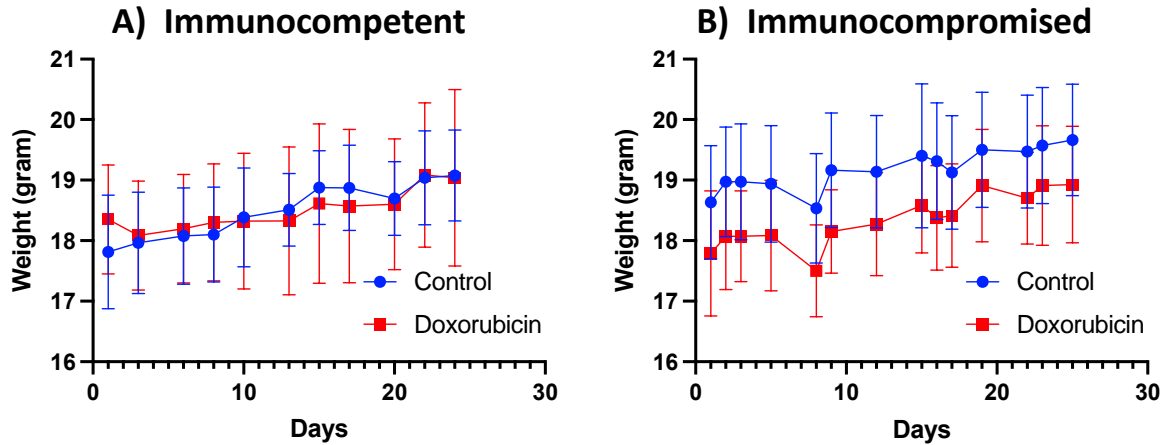 A) Immunocompetent
21
20
19
18
17
16
Weight (gram)
Control
Doxorubicin
0
10
20
30
Days
B) Immunocompromised
21
20
19
18
17
16
Weight (gram)
Control
Doxorubicin
0
10
20
30
Days